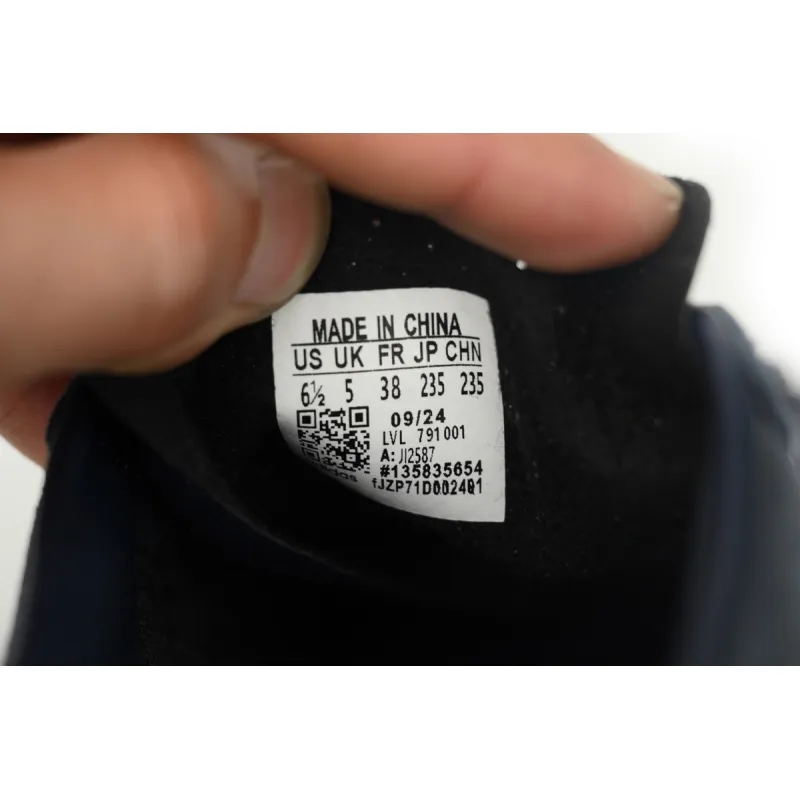 MADE IN CHINA
US UK FR JP CHN
6½ 5 38 235 235
09/24
LVL 791001
A: JI2587
#135835654